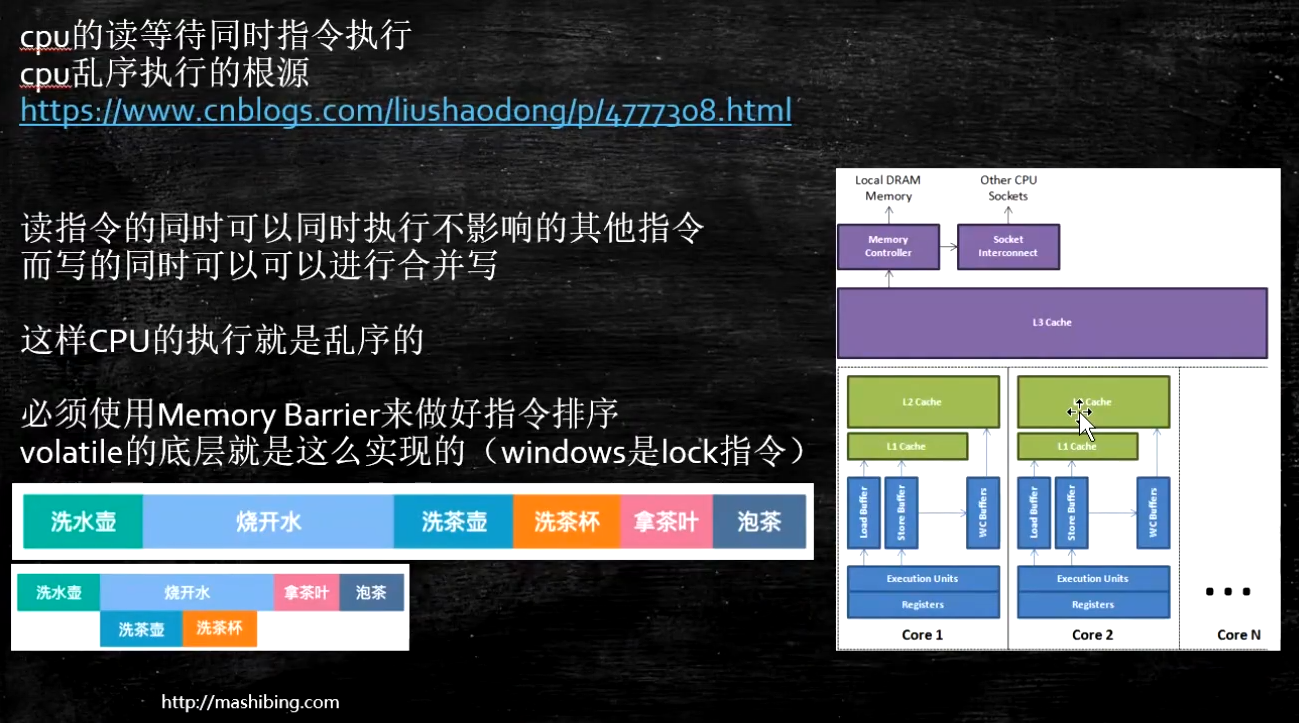 cpu的读等待同时指令执行
cpu乱序执行的根源
https://www.cnblogs.com/liushaodong/p/4777308.html
读指令的同时可以同时执行不影响的其他指令
而写的同时可以可以进行合并写
这样CPU的执行就是乱序的
必须使用Memory Barrier来做好指令排序
volatile的底层就是这么实现的（windows是lock指令）
洗水壶 烧开水 洗茶壶 洗茶杯 拿茶叶 泡茶
洗水壶 烧开水 拿茶叶 泡茶
洗茶壶 洗茶杯
http://mashibing.com
Local DRAM Memory
Other CPU Sockets
Memory Controller
Socket Interconnect
L3 Cache
L2 Cache
L1 Cache
Load Buffer
Store Buffer
WC Buffers
Execution Units
Registers
Core 1
Cache
L1 Cache
Load Buffer
Store Buffer
WC Buffers
Execution Units
Registers
Core 2
Core N